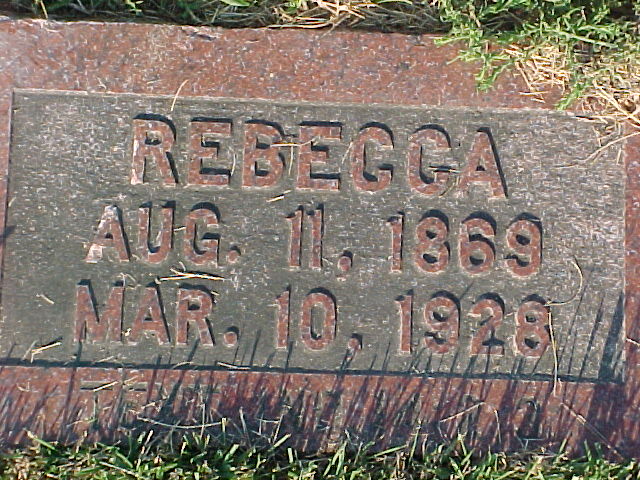 REBECCA
AUG. 11, 1869
MAR. 10, 1928